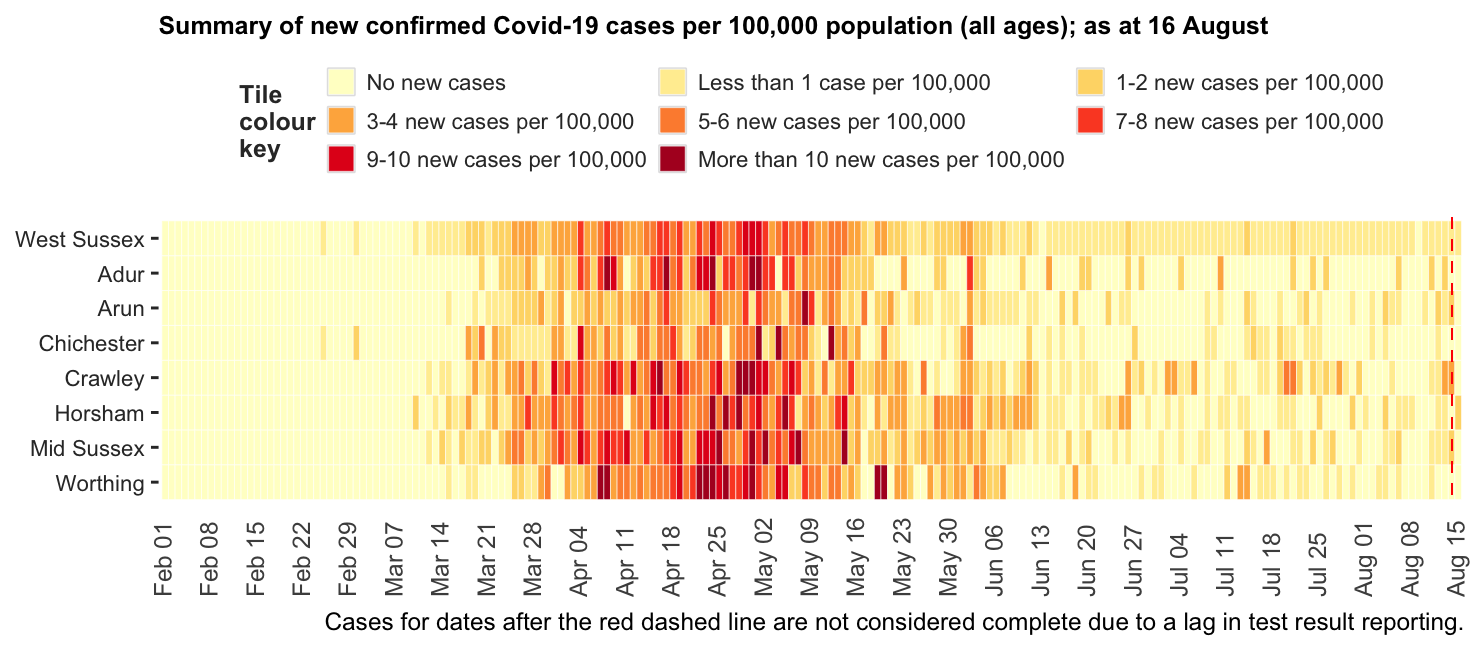 Summary of new confirmed Covid-19 cases per 100,000 population (all ages); as at 16 August
Tile
colour
key
No new cases
Less than 1 case per 100,000
1-2 new cases per 100,000
3-4 new cases per 100,000
5-6 new cases per 100,000
7-8 new cases per 100,000
9-10 new cases per 100,000
More than 10 new cases per 100,000
West Sussex
Adur
Arun
Chichester
Crawley
Horsham
Mid Sussex
Worthing
Feb 01
Feb 08
Feb 15
Feb 22
Feb 29
Mar 07
Mar 14
Mar 21
Mar 28
Apr 04
Apr 11
Apr 18
Apr 25
May 02
May 09
May 16
May 23
May 30
Jun 06
Jun 13
Jun 20
Jun 27
Jul 04
Jul 11
Jul 18
Jul 25
Aug 01
Aug 08
Aug 15
Cases for dates after the red dashed line are not considered complete due to a lag in test result reporting.